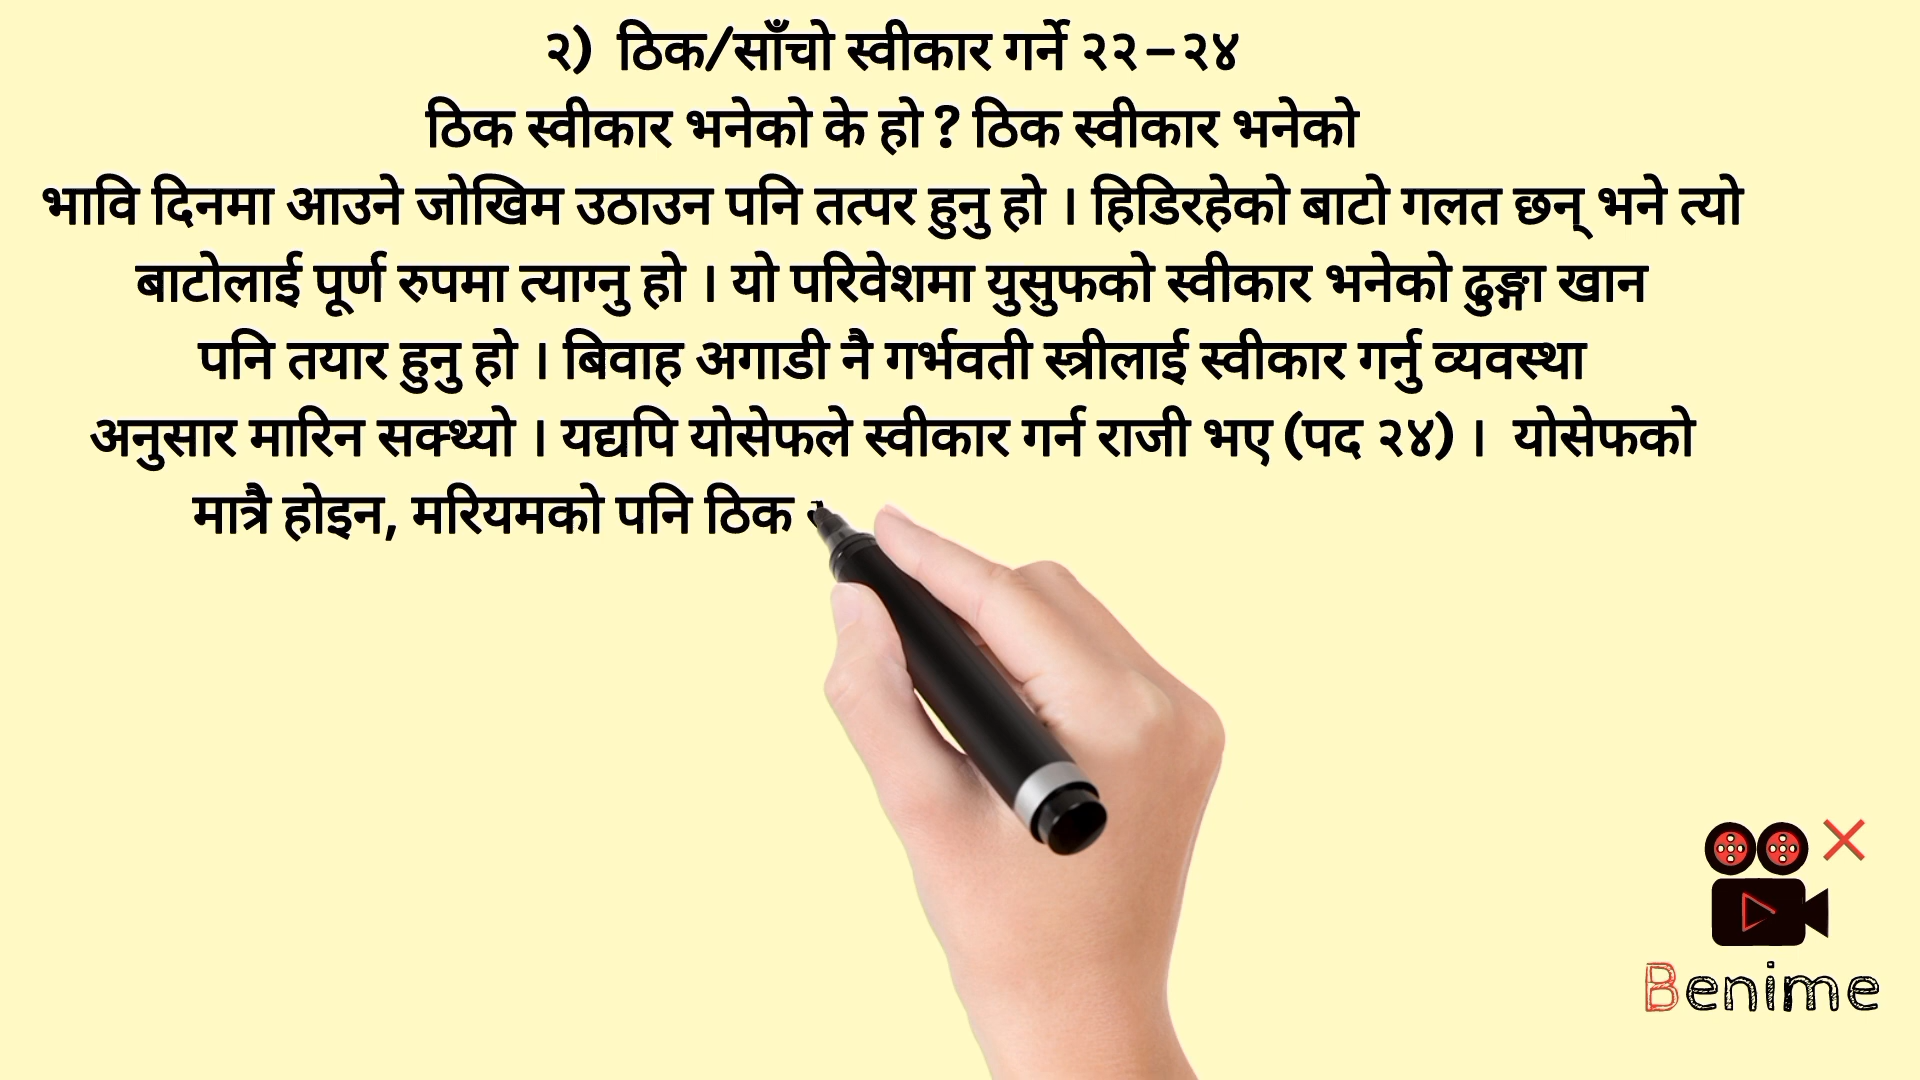 २)  ठिक/साँचो स्वीकार गर्ने २२–२४
ठिक स्वीकार भनेको के हो ? ठिक स्वीकार भनेको
भावि दिनमा आउने जोखिम उठाउन पनि तत्पर हुनु हो । हिडिरहेको बाटो गलत छन् भने त्यो
बाटोलाई पूर्ण रुपमा त्याग्नु हो । यो परिवेशमा युसुफको स्वीकार भनेको ढुङ्गा खान
पनि तयार हुनु हो । बिवाह अगाडी नै गर्भवती स्त्रीलाई स्वीकार गर्नु व्यवस्था
अनुसार मारिन सक्थ्यो । यद्यपि योसेफले स्वीकार गर्न राजी भए (पद २४) ।  योसेफको
मात्रै होइन, मरियमको पनि ठिक
Benime